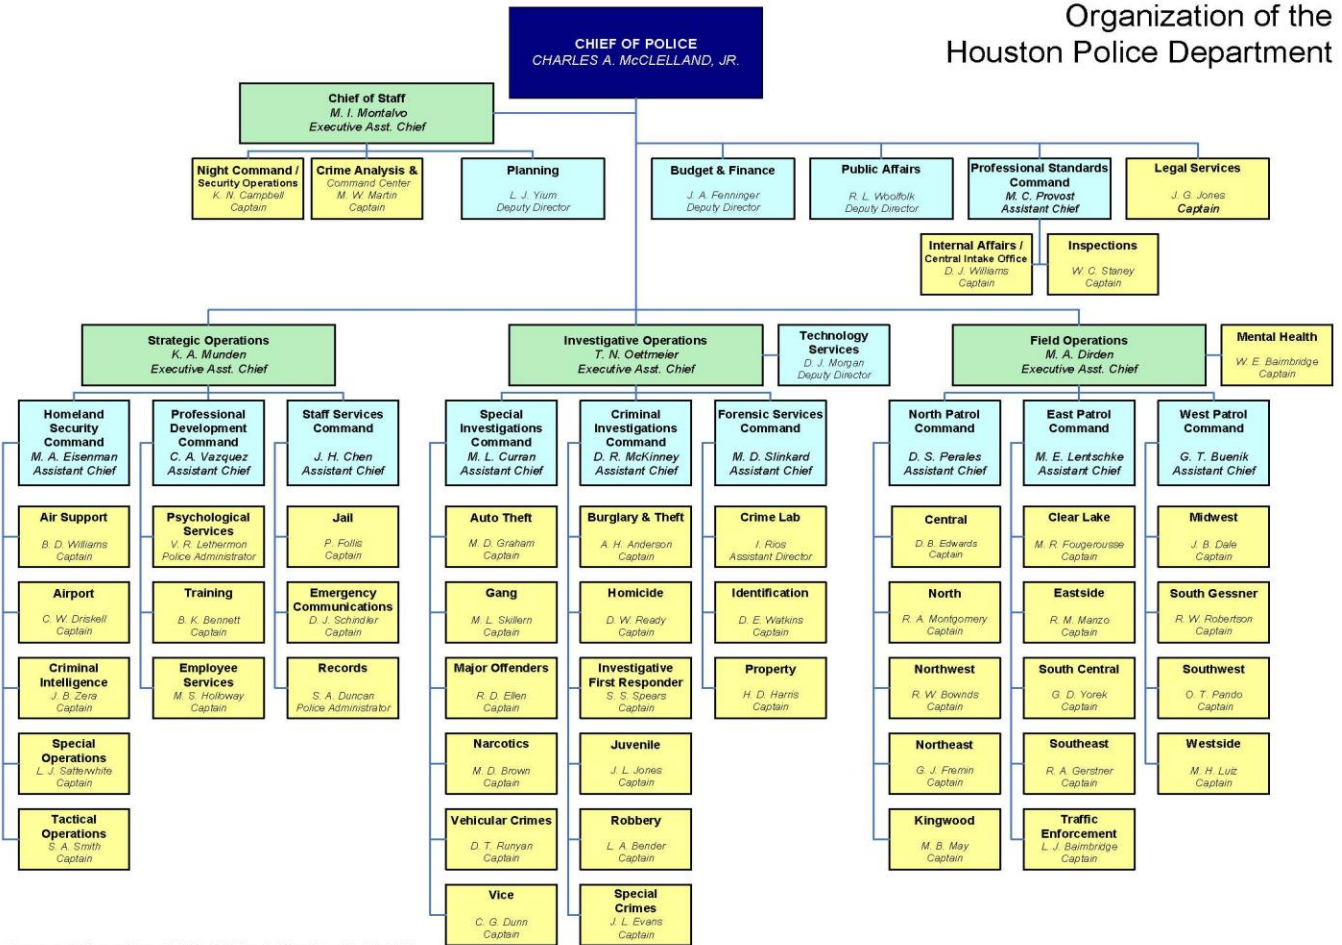 Organization of the
Houston Police Department
CHIEF OF POLICE
CHARLES A. McCLELLAND, JR.
Chief of Staff
M. I. Montalvo
Executive Asst. Chief
Night Command /
Security Operations
K. N. Campbell
Captain
Crime Analysis &
Command Center
M. W. Martin
Captain
Planning
L. J. Yium
Deputy Director
Budget & Finance
J. A. Fenninger
Deputy Director
Public Affairs
R. L. Woolfolk
Deputy Director
Professional Standards
Command
M. C. Provost
Assistant Chief
Legal Services
J. G. Jones
Captain
Internal Affairs /
Central Intake Office
D. J. Williams
Captain
Inspections
W. C. Staney
Captain
Strategic Operations
K. A. Munden
Executive Asst. Chief
Investigative Operations
T. N. Oettmeier
Executive Asst. Chief
Technology
Services
D. J. Morgan
Deputy Director
Field Operations
M. A. Dirden
Executive Asst. Chief
Mental Health
W. E. Baimbridge
Captain
Homeland
Security
Command
M. A. Eisenman
Assistant Chief
Air Support
B. D. Williams
Captain
Airport
C. W. Driskell
Captain
Criminal
Intelligence
J. B. Zera
Captain
Special
Operations
L. J. Satterwhite
Captain
Tactical
Operations
S. A. Smith
Captain
Professional
Development
Command
C. A. Vazquez
Assistant Chief
Psychological
Services
V. R. Lethermon
Police Administrator
Training
B. K. Bennett
Captain
Employee
Services
M. S. Holloway
Captain
Staff Services
Command
J. H. Chen
Assistant Chief
Jail
P. Follis
Captain
Emergency
Communications
D. J. Schindler
Captain
Records
S. A. Duncan
Police Administrator
Special
Investigations
Command
M. L. Curran
Assistant Chief
Auto Theft
M. D. Graham
Captain
Gang
M. L. Skillern
Captain
Major Offenders
R. D. Ellen
Captain
Narcotics
M. D. Brown
Captain
Vehicular Crimes
D. T. Runyan
Captain
Vice
C. G. Dunn
Captain
Criminal
Investigations
Command
D. R. McKinney
Assistant Chief
Burglary & Theft
A. H. Anderson
Captain
Homicide
D. W. Ready
Captain
Investigative
First Responder
S. S. Spears
Captain
Juvenile
J. L. Jones
Captain
Robbery
L. A. Bender
Captain
Special
Crimes
J. L. Evans
Captain
Forensic Services
Command
M. D. Slinkard
Assistant Chief
Crime Lab
I. Rios
Assistant Director
Identification
D. E. Watkins
Captain
Property
H. D. Harris
Captain
North Patrol
Command
D. S. Perales
Assistant Chief
Central
D. B. Edwards
Captain
North
R. A. Montgomery
Captain
Northwest
R. W. Bownds
Captain
Northeast
G. J. Fremin
Captain
Kingwood
M. B. May
Captain
East Patrol
Command
M. E. Lentschke
Assistant Chief
Clear Lake
M. R. Fougerousse
Captain
Eastside
R. M. Manzo
Captain
South Central
G. D. Yorek
Captain
Southeast
R. A. Gerstner
Captain
Traffic
Enforcement
L. J. Baimbridge
Captain
West Patrol
Command
G. T. Buenik
Assistant Chief
Midwest
J. B. Dale
Captain
South Gessner
R. W. Robertson
Captain
Southwest
O. T. Pando
Captain
Westside
M. H. Luiz
Captain